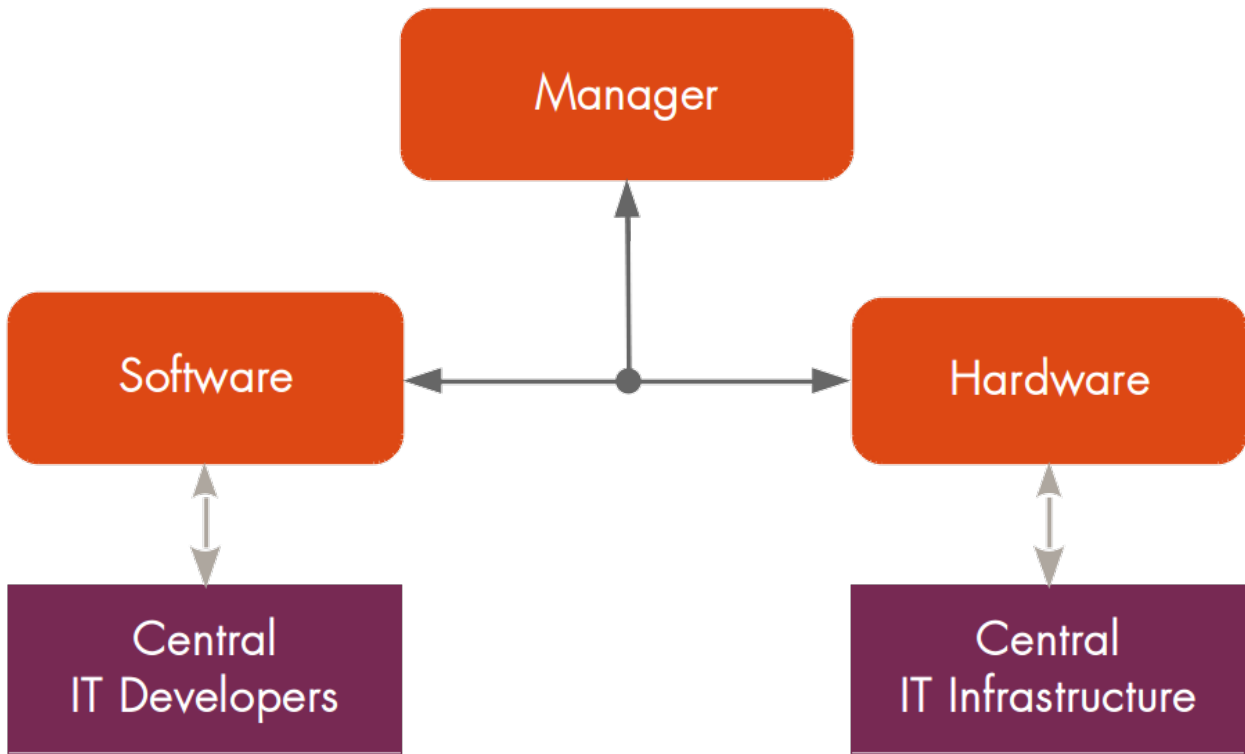 Manager
Software
Hardware
Central
IT Developers
Central
IT Infrastructure